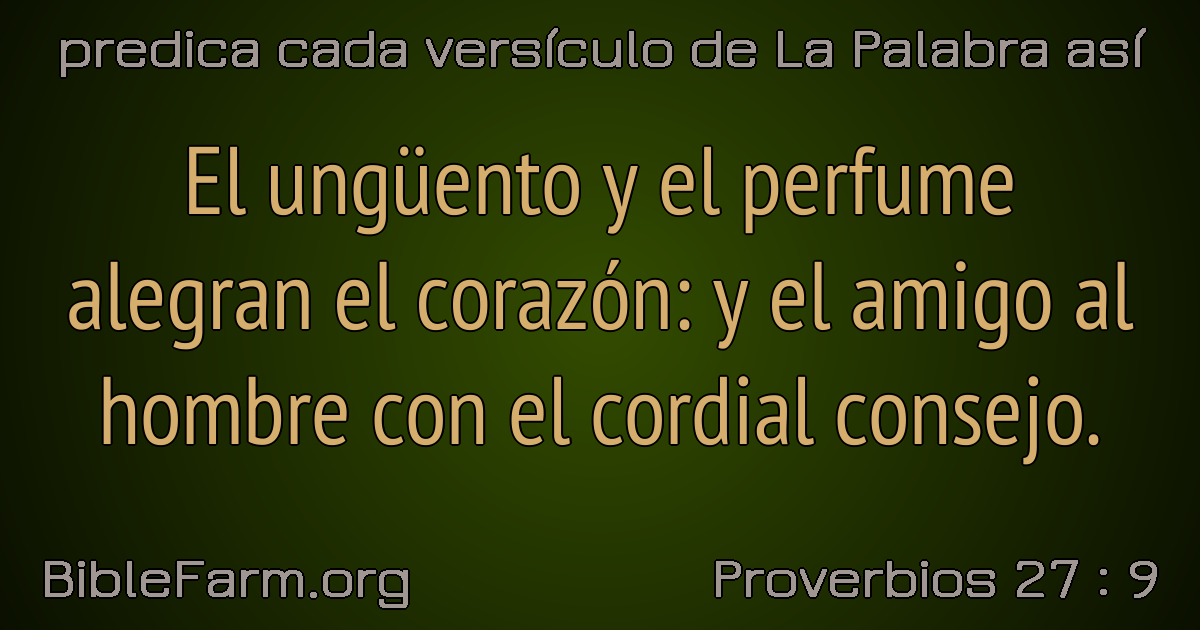 predica cada versículo de La Palabra así
El ungüento y el perfume
alegran el corazón: y el amigo al
hombre con el cordial consejo.
BibleFarm.org
Proverbios 27 : 9